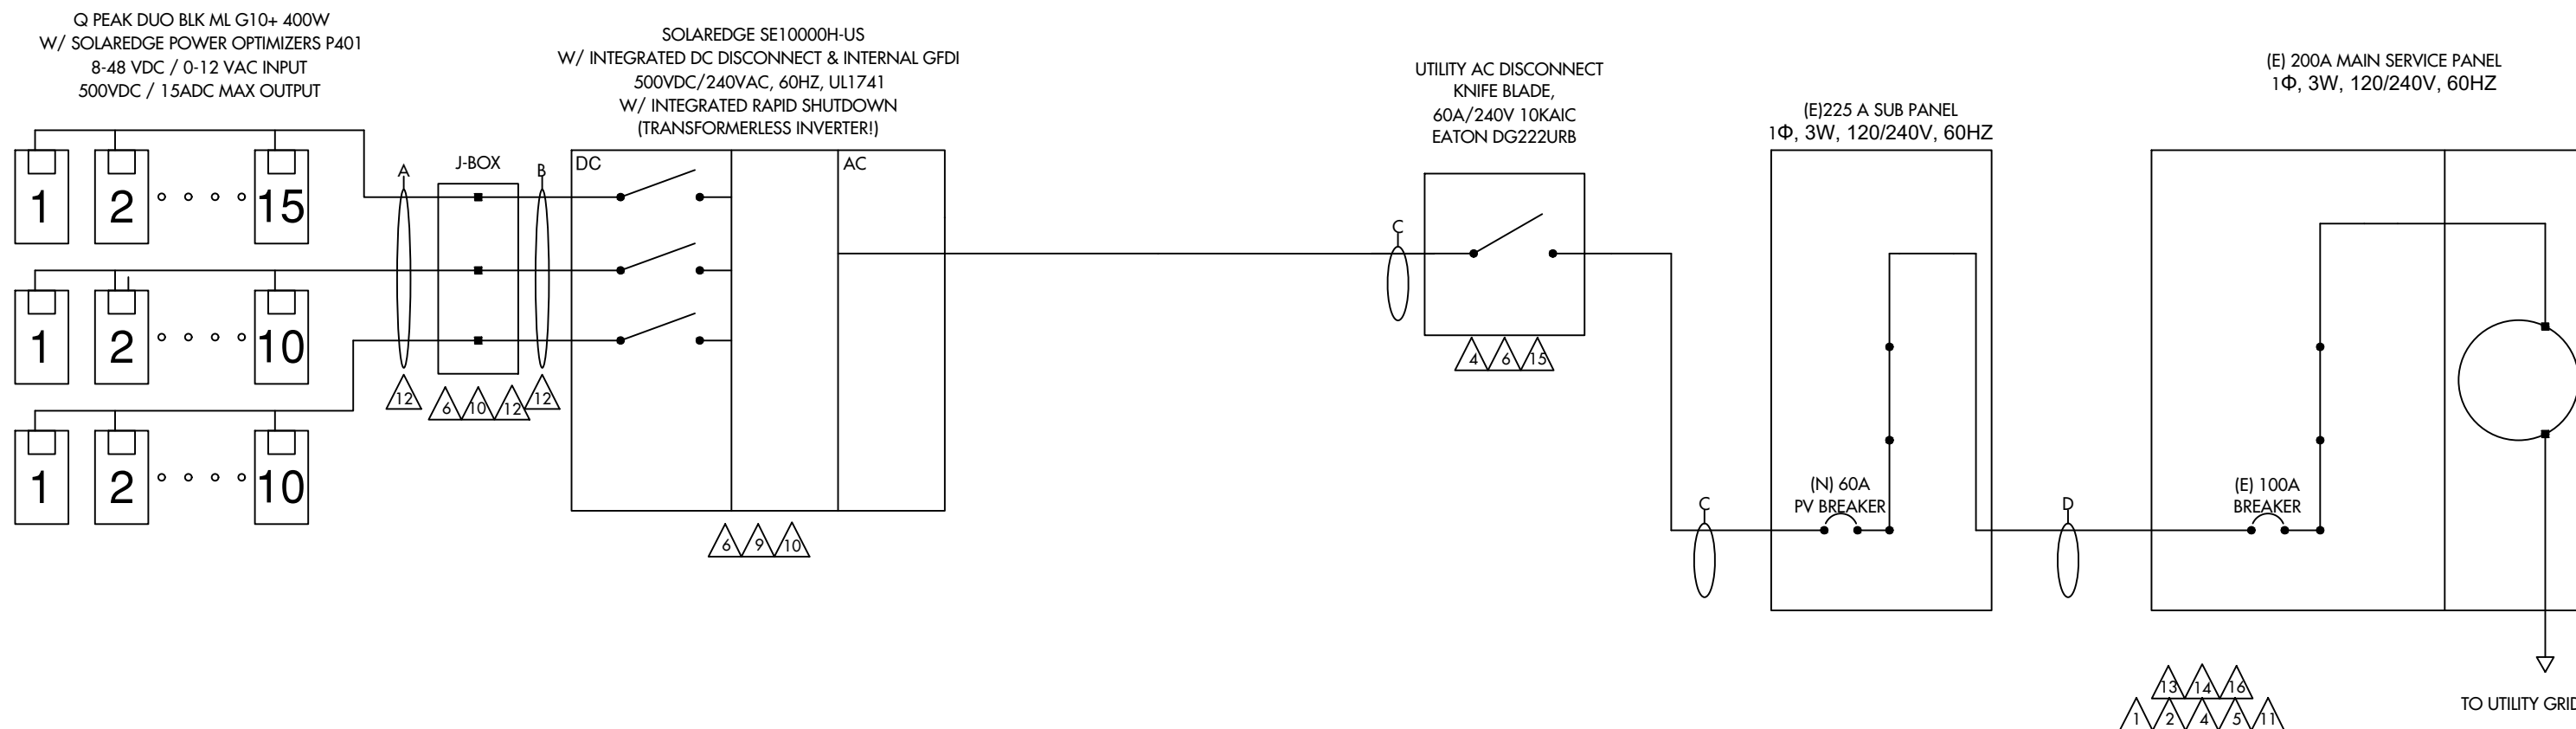 Q PEAK DUO BLK ML G10+ 400W
W/ SOLAREDGE POWER OPTIMIZERS P401
8-48 VDC / 0-12 VAC INPUT
500VDC / 15ADC MAX OUTPUT
1 2 15
1 2 10
1 2 10
A
12
J-BOX
6 10 12
B
12
SOLAREDGE SE10000H-US
W/ INTEGRATED DC DISCONNECT & INTERNAL GFDI
500VDC/240VAC, 60HZ, UL1741
W/ INTEGRATED RAPID SHUTDOWN
(TRANSFORMERLESS INVERTER!)
DC
AC
6 9 10
C
UTILITY AC DISCONNECT
KNIFE BLADE,
60A/240V 10KAIC
EATON DG222URB
4 6 15
C
(E)225 A SUB PANEL
1Φ, 3W, 120/240V, 60HZ
(N) 60A
PV BREAKER
D
(E) 200A MAIN SERVICE PANEL
1Φ, 3W, 120/240V, 60HZ
(E) 100A
BREAKER
13 14 16
1 2 4 5 11
TO UTILITY GRID